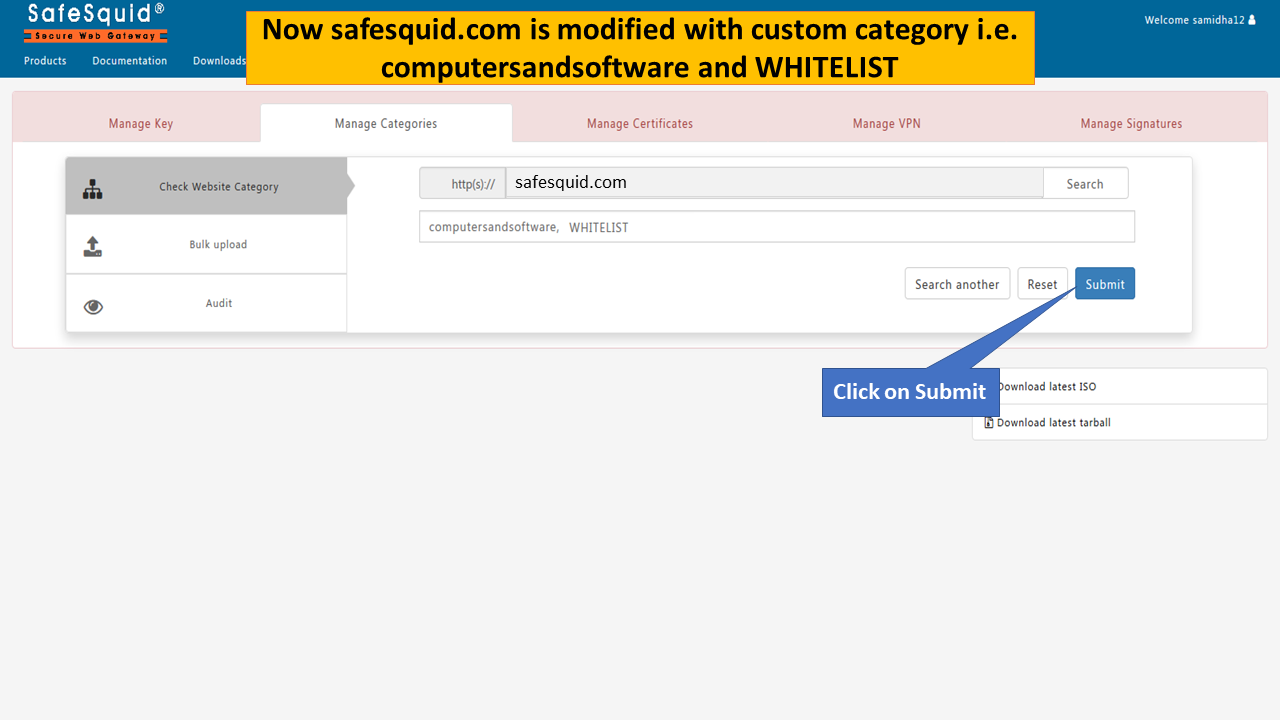 SafeSquid®
Secure Web Gateway
Welcome samidha12
Products Documentation Downloads
Now safesquid.com is modified with custom category i.e.
computersandsoftware and WHITELIST
Manage Key Manage Categories Manage Certificates Manage VPN Manage Signatures
Check Website Category
http(s):// safesquid.com Search
computersandsoftware, WHITELIST
Bulk upload
Search another Reset Submit
Audit
Click on Submit
Download latest ISO
Download latest tarball